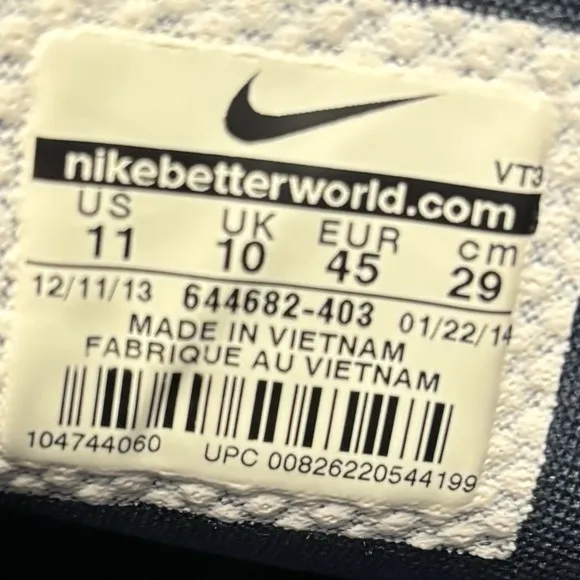 VT3
nikebetterworld.com
US UK EUR cm
11 10 45 29
12/11/13 644682-403 01/22/14
MADE IN VIETNAM
FABRIQUE AU VIETNAM
104744060 UPC 00826220544199